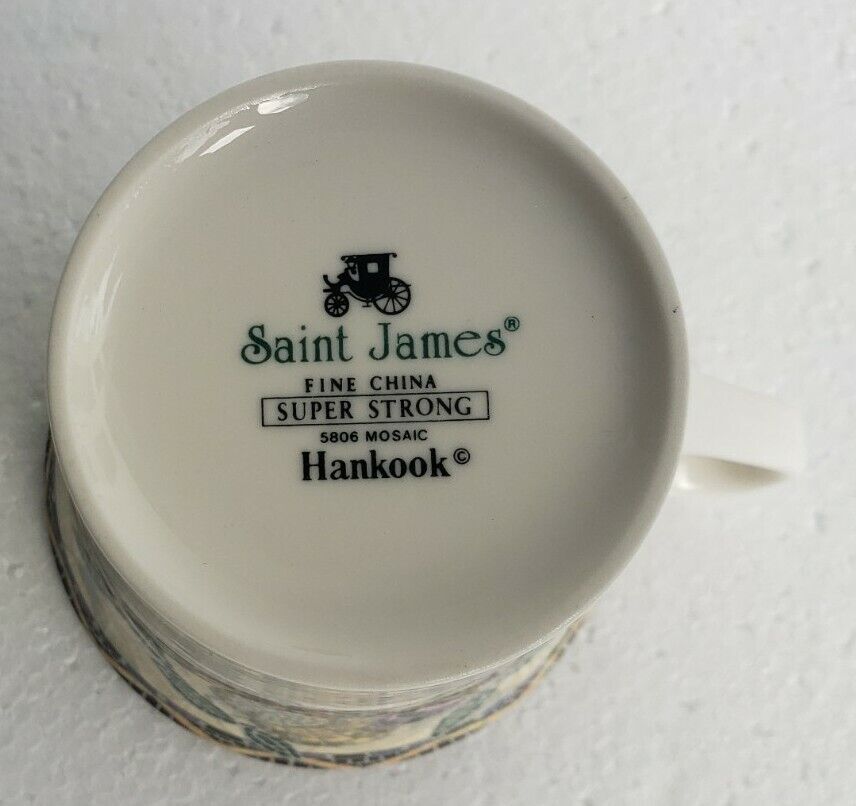 Saint James®
FINE CHINA
SUPER STRONG
5806 MOSAIC
Hankook©